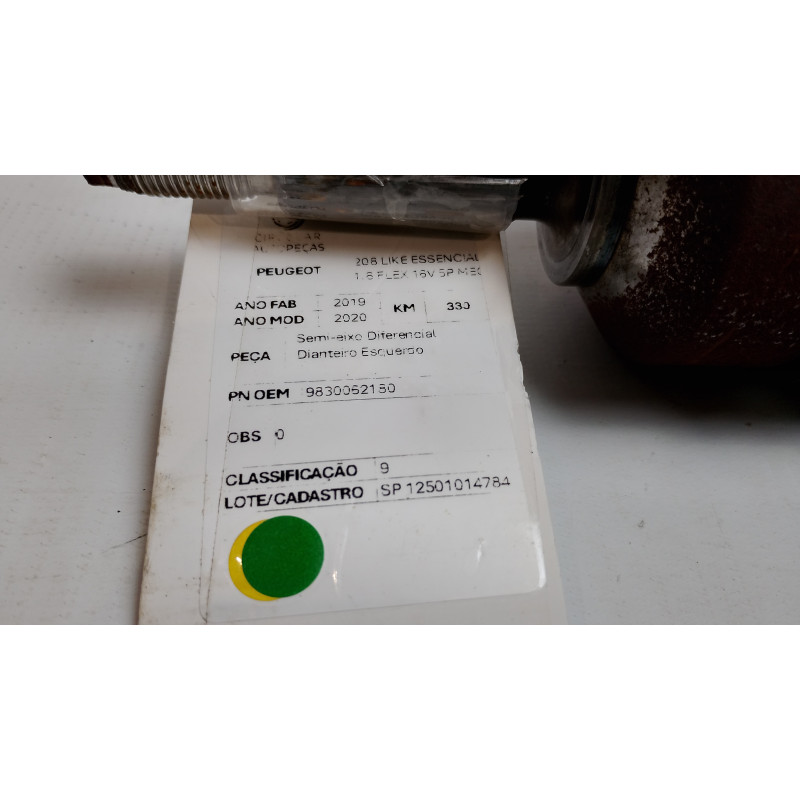 AUTOPEÇAS
PEUGEOT 208 LIKE ESSENCIAL
1.6 FLEX 16V 5P MEC
ANO FAB 2019 KM 330
ANO MOD 2020
PEÇA Semi-eixo Diferencial
Dianteiro Esquerdo
PN OEM 9830062180
OBS 0
CLASSIFICAÇÃO 9
LOTE/CADASTRO SP 12501014784